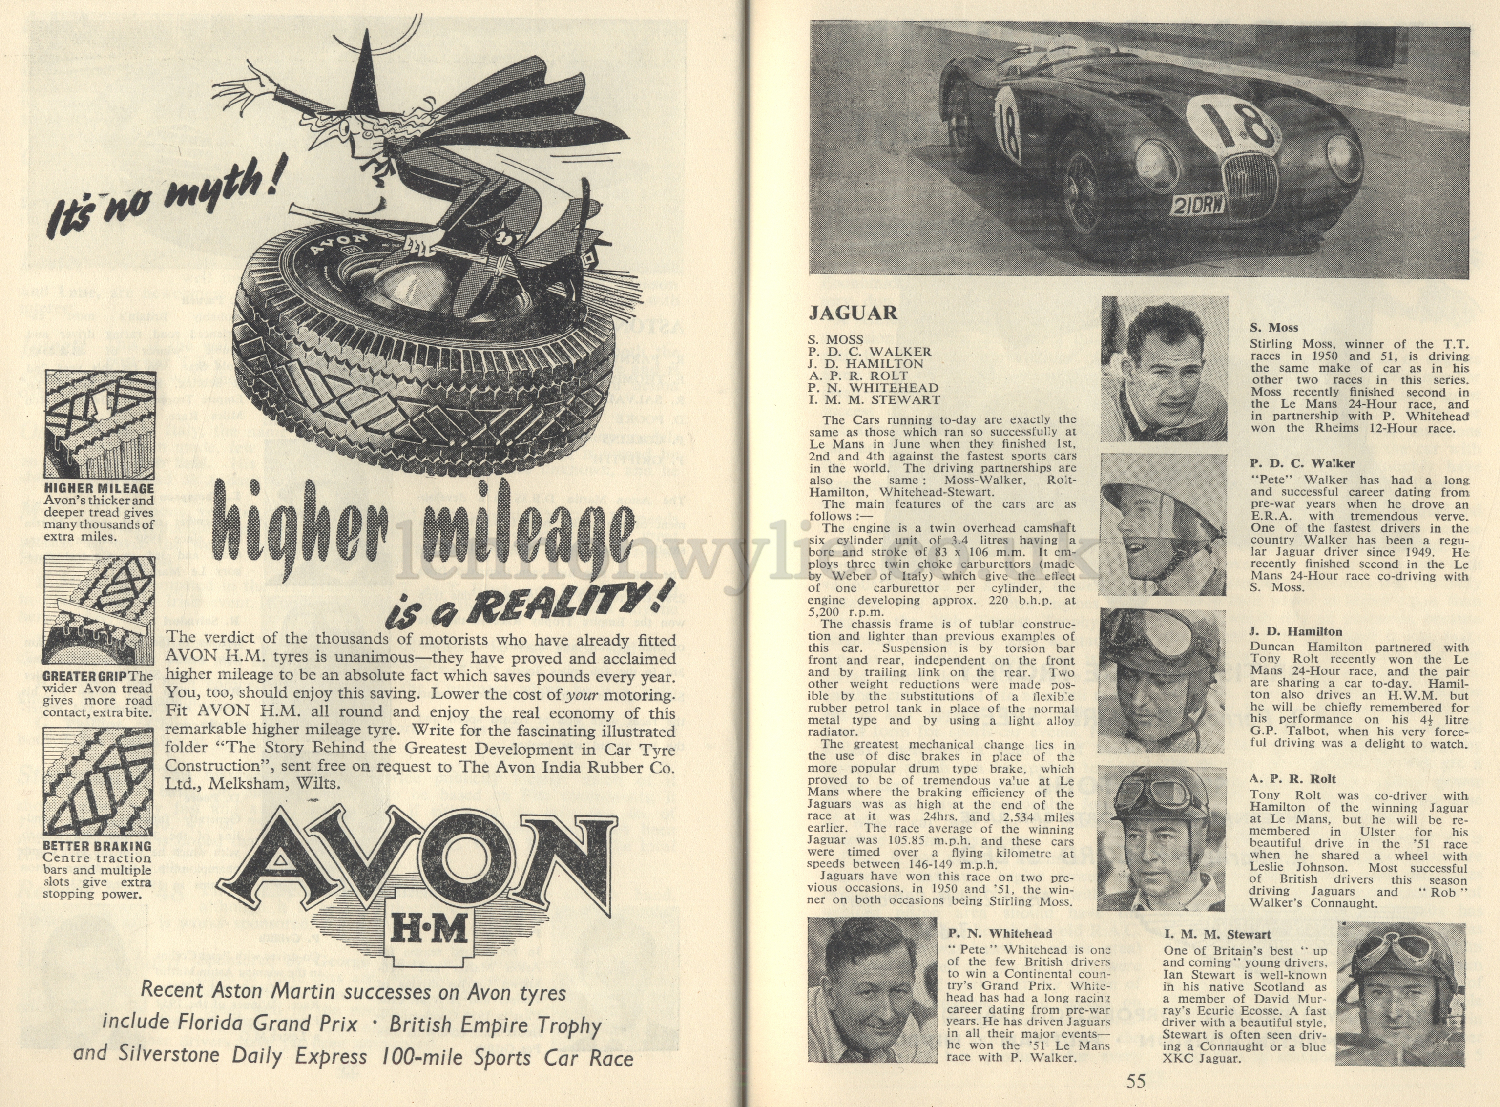 It's no myth!
AVON
higher mileage
is a REALITY!
HIGHER MILEAGE
Avon's thicker and
deeper tread gives
many thousands of
extra miles.
GREATER GRIP The
wider Avon tread
gives more road
contact, extra bite.
BETTER BRAKING
Centre traction
bars and multiple
slots give extra
stopping power.
The verdict of the thousands of motorists who have already fitted
AVON H.M. tyres is unanimous—they have proved and acclaimed
higher mileage to be an absolute fact which saves pounds every year.
You, too, should enjoy this saving. Lower the cost of your motoring.
Fit AVON H.M. all round and enjoy the real economy of this
remarkable higher mileage tyre. Write for the fascinating illustrated
folder "The Story Behind the Greatest Development in Car Tyre
Construction", sent free on request to The Avon India Rubber Co.
Ltd., Melksham, Wilts.
AVON
H·M
Recent Aston Martin successes on Avon tyres
include Florida Grand Prix · British Empire Trophy
and Silverstone Daily Express 100-mile Sports Car Race
lemonwylie.co.uk
18
18
21DRW
JAGUAR
S. MOSS
P. D. C. WALKER
J. D. HAMILTON
A. P. R. ROLT
P. N. WHITEHEAD
I. M. M. STEWART
The Cars running to-day are exactly the
same as those which ran so successfully at
Le Mans in June when they finished 1st,
2nd and 4th against the fastest sports cars
in the world. The driving partnerships are
also the same: Moss-Walker, Rolt-
Hamilton, Whitehead-Stewart.
The main features of the cars are as
follows :—
The engine is a twin overhead camshaft
six cylinder unit of 3.4 litres having a
bore and stroke of 83 x 106 m.m. It em-
ploys three twin choke carburettors (made
by Weber of Italy) which give the effect
of one carburettor per cylinder, the
engine developing approx. 220 b.h.p. at
5,200 r.p.m.
The chassis frame is of tublar construc-
tion and lighter than previous examples of
this car. Suspension is by torsion bar
front and rear, independent on the front
and by trailing link on the rear. Two
other weight reductions were made pos-
ible by the substitutions of a flexible
rubber petrol tank in place of the normal
metal type and by using a light alloy
radiator.
The greatest mechanical change lies in
the use of disc brakes in place of the
more popular drum type brake, which
proved to be of tremendous value at Le
Mans where the braking efficiency of the
Jaguars was as high at the end of the
race at it was 24hrs. and 2,534 miles
earlier. The race average of the winning
Jaguar was 105.85 m.p.h. and these cars
were timed over a flying kilometre at
speeds between 146-149 m.p.h.
Jaguars have won this race on two pre-
vious occasions, in 1950 and '51, the win-
ner on both occasions being Stirling Moss.
S. Moss
Stirling Moss, winner of the T.T.
races in 1950 and 51, is driving
the same make of car as in his
other two races in this series.
Moss recently finished second in
the Le Mans 24-Hour race, and
in partnership with P. Whitehead
won the Rheims 12-Hour race.
P. D. C. Walker
"Pete" Walker has had a long
and successful career dating from
pre-war years when he drove an
E.R.A. with tremendous verve.
One of the fastest drivers in the
country Walker has been a regu-
lar Jaguar driver since 1949. He
recently finished second in the Le
Mans 24-Hour race co-driving with
S. Moss.
J. D. Hamilton
Duncan Hamilton partnered with
Tony Rolt recently won the Le
Mans 24-Hour race, and the pair
are sharing a car to-day. Hamil-
ton also drives an H.W.M. but
he will be chiefly remembered for
his performance on his 4½ litre
G.P. Talbot, when his very force-
ful driving was a delight to watch.
A. P. R. Rolt
Tony Rolt was co-driver with
Hamilton of the winning Jaguar
at Le Mans, but he will be re-
membered in Ulster for his
beautiful drive in the '51 race
when he shared a wheel with
Leslie Johnson. Most successful
of British drivers this season
driving Jaguars and "Rob"
Walker's Connaught.
P. N. Whitehead
"Pete" Whitehead is one
of the few British drivers
to win a Continental coun-
try's Grand Prix. White-
head has had a long racing
career dating from pre-war
years. He has driven Jaguars
in all their major events—
he won the '51 Le Mans
race with P. Walker.
I. M. M. Stewart
One of Britain's best "up
and coming" young drivers,
Ian Stewart is well-known
in his native Scotland as
a member of David Mur-
ray's Ecurie Ecosse. A fast
driver with a beautiful style,
Stewart is often seen driv-
ing a Connaught or a blue
XKC Jaguar.
55